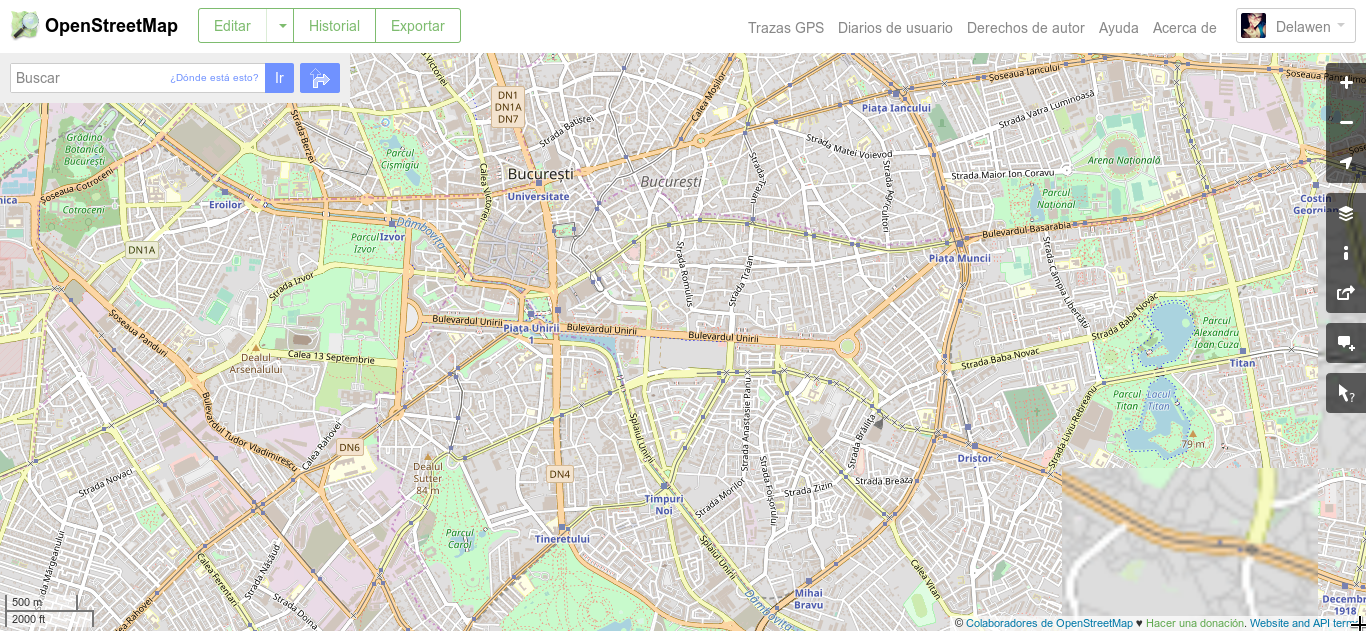 OpenStreetMap
Editar
Historial
Exportar
Trazas GPS
Diarios de usuario
Derechos de autor
Ayuda
Acerca de
Delawen
Buscar
¿Dónde está esto?
Ir
DN1
DN1A
DN7
Calea Moșilor
Piața Iancului
Soseaua Iancului
Strada Vatra Luminoasă
Grădina
Botanică
București
Strada Berzei
Parcul
Cișmigiu
Strada Batiștei
Strada Matei Voievod
Arena Națională
Soseaua Cotroceni
Cotroceni
Eroilor
Calea Victoriei
București
Universitate
București
Strada Traian
Strada Agricultori
Strada Maior Ion Coravu
Parcul
Național
Costin
DN1A
Parcul
Izvor
Izvor
Dâmbovița
Bulevardul Basarabia
Piața Muncii
Strada Izvor
Strada Romulus
Strada Traian
Strada Câmpia Libertății
Soseaua Panduri
Bulevardul Unirii
Piața Unirii
Bulevardul Unirii
Bulevardul Unirii
Strada Baba Novac
Parcul
Alexandru
Ioan Cuza
Titan
Dealul
Arsenalului
Calea 13 Septembrie
Strada Baba Novac
Parcul
Titan
Lacul
Titan
79 m
Bulevardul Tudor Vladimirescu
Calea Rahovei
DN6
Splaiul Unirii
Strada Anastasie Panu
Strada Brăilița
Strada Liviu Rebreanu
Dristor
Strada Novaci
Dealul
Sutter
84 m
DN4
Timpuri
Noi
Strada Morilor
Strada Foișorului
Strada Zizin
Strada Breaza
Parcul
Carol
Tineretului
Splaiul Unirii
Calea Vitan
Strada Năsăud
Calea Ferentari
Strada Doina
Dâmbovița
Mihai
Bravu
1918
500 m
2000 ft
© Colaboradores de OpenStreetMap ♥ Hacer una donación. Website and API terms